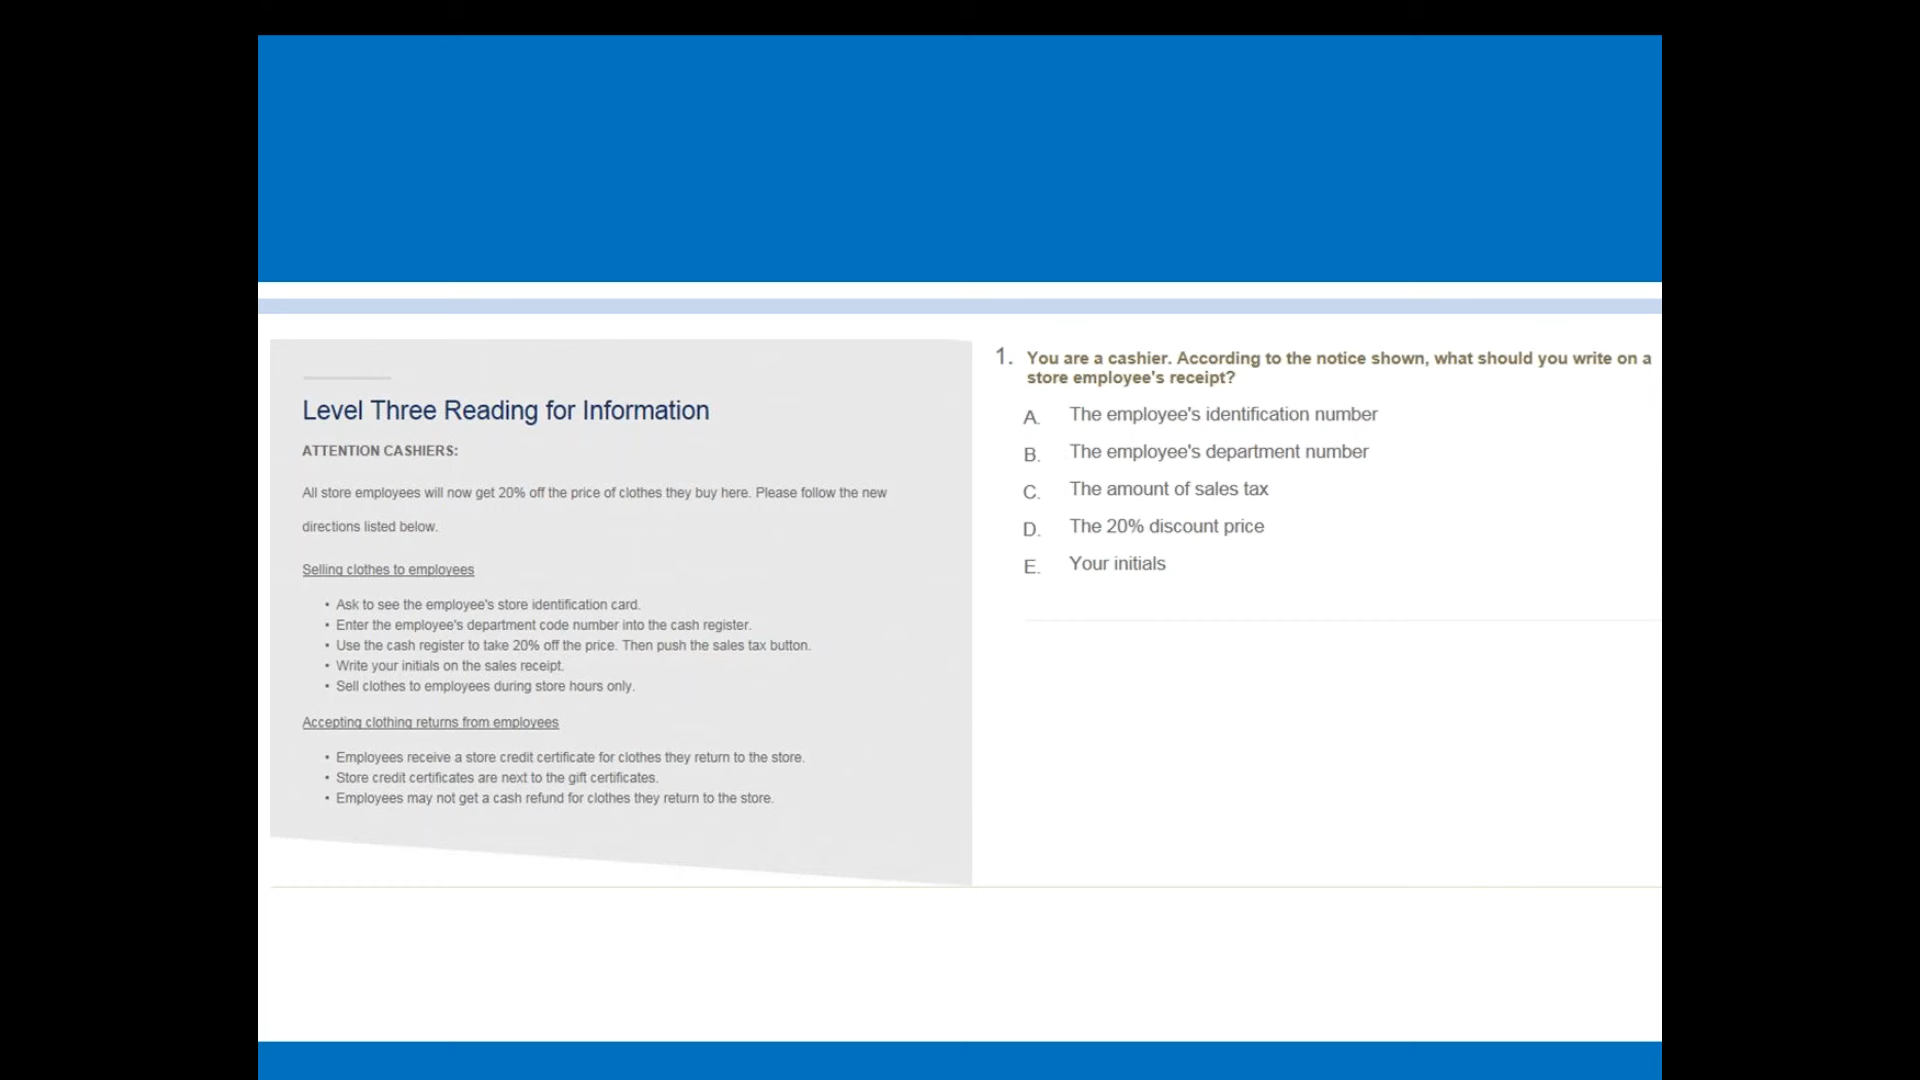 Level Three Reading for Information
ATTENTION CASHIERS:
All store employees will now get 20% off the price of clothes they buy here. Please follow the new
directions listed below.
Selling clothes to employees
• Ask to see the employee's store identification card.
• Enter the employee's department code number into the cash register.
• Use the cash register to take 20% off the price. Then push the sales tax button.
• Write your initials on the sales receipt.
• Sell clothes to employees during store hours only.
Accepting clothing returns from employees
• Employees receive a store credit certificate for clothes they return to the store.
• Store credit certificates are next to the gift certificates.
• Employees may not get a cash refund for clothes they return to the store.
1. You are a cashier. According to the notice shown, what should you write on a
store employee's receipt?
A. The employee's identification number
B. The employee's department number
C. The amount of sales tax
D. The 20% discount price
E. Your initials